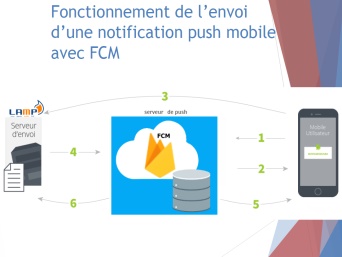 Fonctionnement de l'envoi
d'une notification push mobile
avec FCM
3
LAMP
Serveur
d'envoi
serveur de push
FCM
Mobile
Utilisateur
4
1
2
6
5